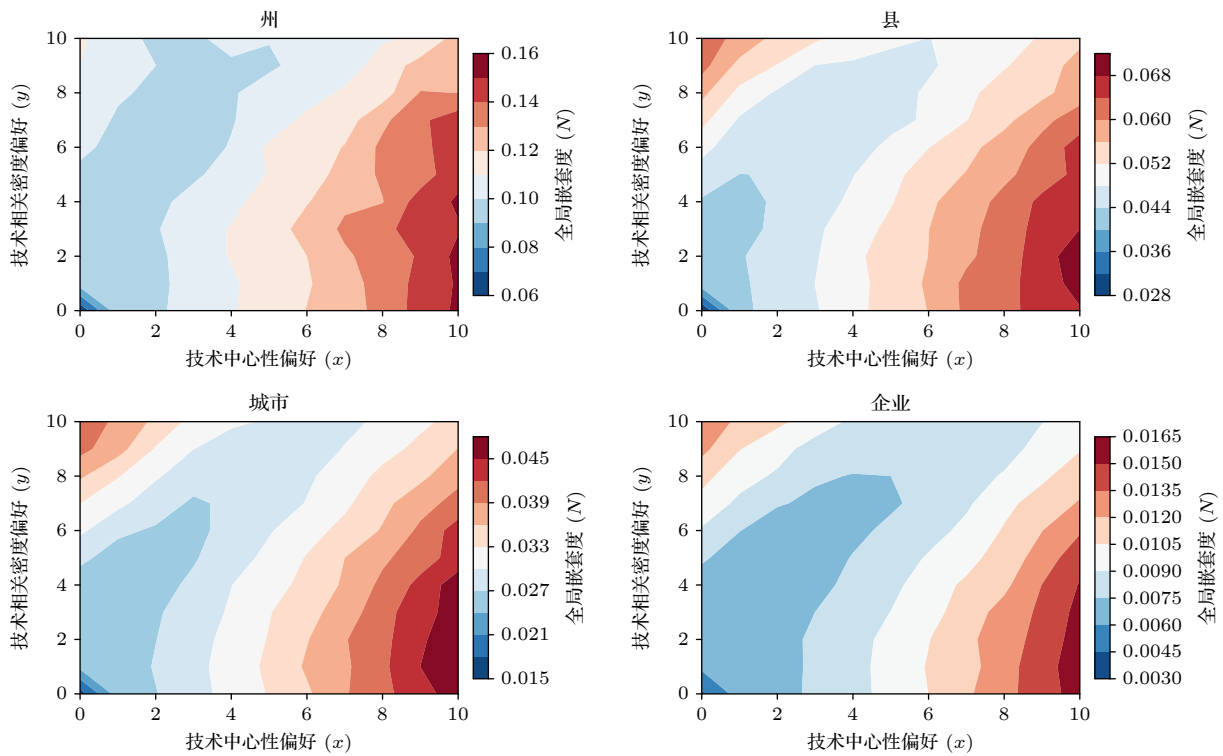 州
10
8
6
4
2
0
0 2 4 6 8 10
技术相关密度偏好 (y)
技术中心性偏好 (x)
0.16
0.14
0.12
0.10
0.08
0.06
全局嵌套度 (N)
县
10
8
6
4
2
0
0 2 4 6 8 10
技术相关密度偏好 (y)
技术中心性偏好 (x)
0.068
0.060
0.052
0.044
0.036
0.028
全局嵌套度 (N)
城市
10
8
6
4
2
0
0 2 4 6 8 10
技术相关密度偏好 (y)
技术中心性偏好 (x)
0.045
0.039
0.033
0.027
0.021
0.015
全局嵌套度 (N)
企业
10
8
6
4
2
0
0 2 4 6 8 10
技术相关密度偏好 (y)
技术中心性偏好 (x)
0.0165
0.0150
0.0135
0.0120
0.0105
0.0090
0.0075
0.0060
0.0045
0.0030
全局嵌套度 (N)